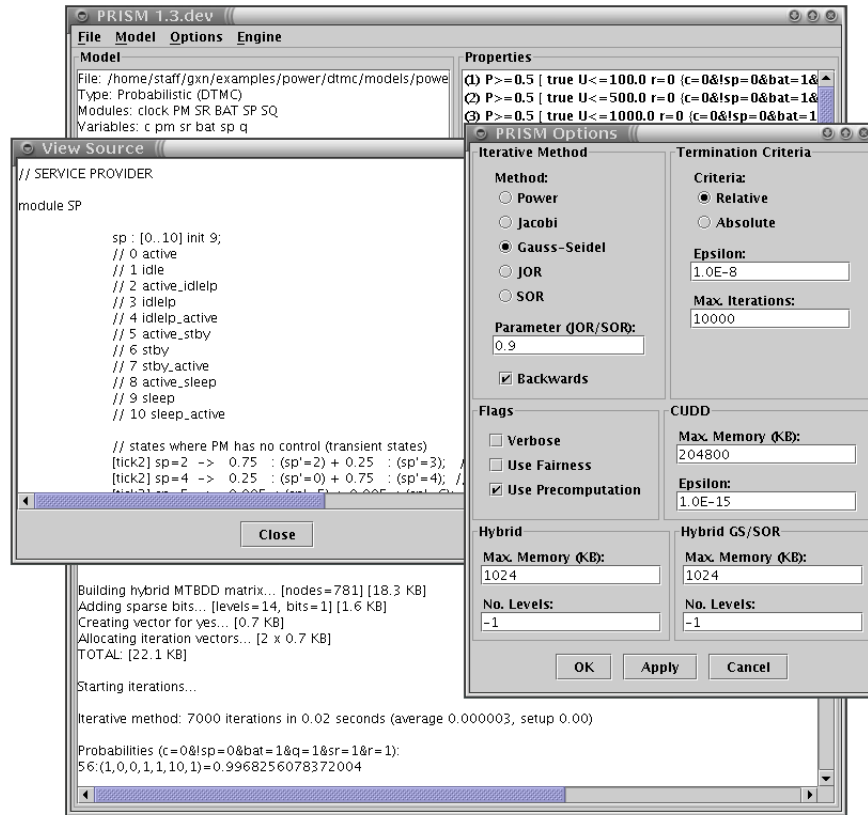 PRISM 1.3.dev
File Model Options Engine
Model
File: /home/staff/gxn/examples/power/dtmc/models/powe
Type: Probabilistic (DTMC)
Modules: clock PM SR BAT SP SQ
Variables: c pm sr bat sp q
Properties
(1) P>=0.5 [ true U<=100.0 r=0 {c=0&!sp=0&bat=1&
(2) P>=0.5 [ true U<=500.0 r=0 {c=0&!sp=0&bat=1&
(3) P>=0.5 [ true U<=1000.0 r=0 {c=0&!sp=0&bat=1
View Source
// SERVICE PROVIDER
module SP
sp : [0..10] init 9;
// 0 active
// 1 idle
// 2 active_idlelp
// 3 idlelp
// 4 idlelp_active
// 5 active_stby
// 6 stby
// 7 stby_active
// 8 active_sleep
// 9 sleep
// 10 sleep_active
// states where PM has no control (transient states)
[tick2] sp=2 -> 0.75 : (sp'=2) + 0.25 : (sp'=3); /
[tick2] sp=4 -> 0.25 : (sp'=0) + 0.75 : (sp'=4); /
Close
PRISM Options
Iterative Method
Method:
Power
Jacobi
Gauss-Seidel
JOR
SOR
Parameter (JOR/SOR):
0.9
Backwards
Termination Criteria
Criteria:
Relative
Absolute
Epsilon:
1.0E-8
Max. Iterations:
10000
Flags
Verbose
Use Fairness
Use Precomputation
CUDD
Max. Memory (KB):
204800
Epsilon:
1.0E-15
Hybrid
Max. Memory (KB):
1024
No. Levels:
-1
Hybrid GS/SOR
Max. Memory (KB):
1024
No. Levels:
-1
OK Apply Cancel
Building hybrid MTBDD matrix... [nodes=781] [18.3 KB]
Adding sparse bits... [levels=14, bits=1] [1.6 KB]
Creating vector for yes... [0.7 KB]
Allocating iteration vectors... [2 x 0.7 KB]
TOTAL: [22.1 KB]
Starting iterations...
Iterative method: 7000 iterations in 0.02 seconds (average 0.000003, setup 0.00)
Probabilities (c=0&!sp=0&bat=1&q=1&sr=1&r=1):
56:(1,0,0,1,1,10,1)=0.9968256078372004